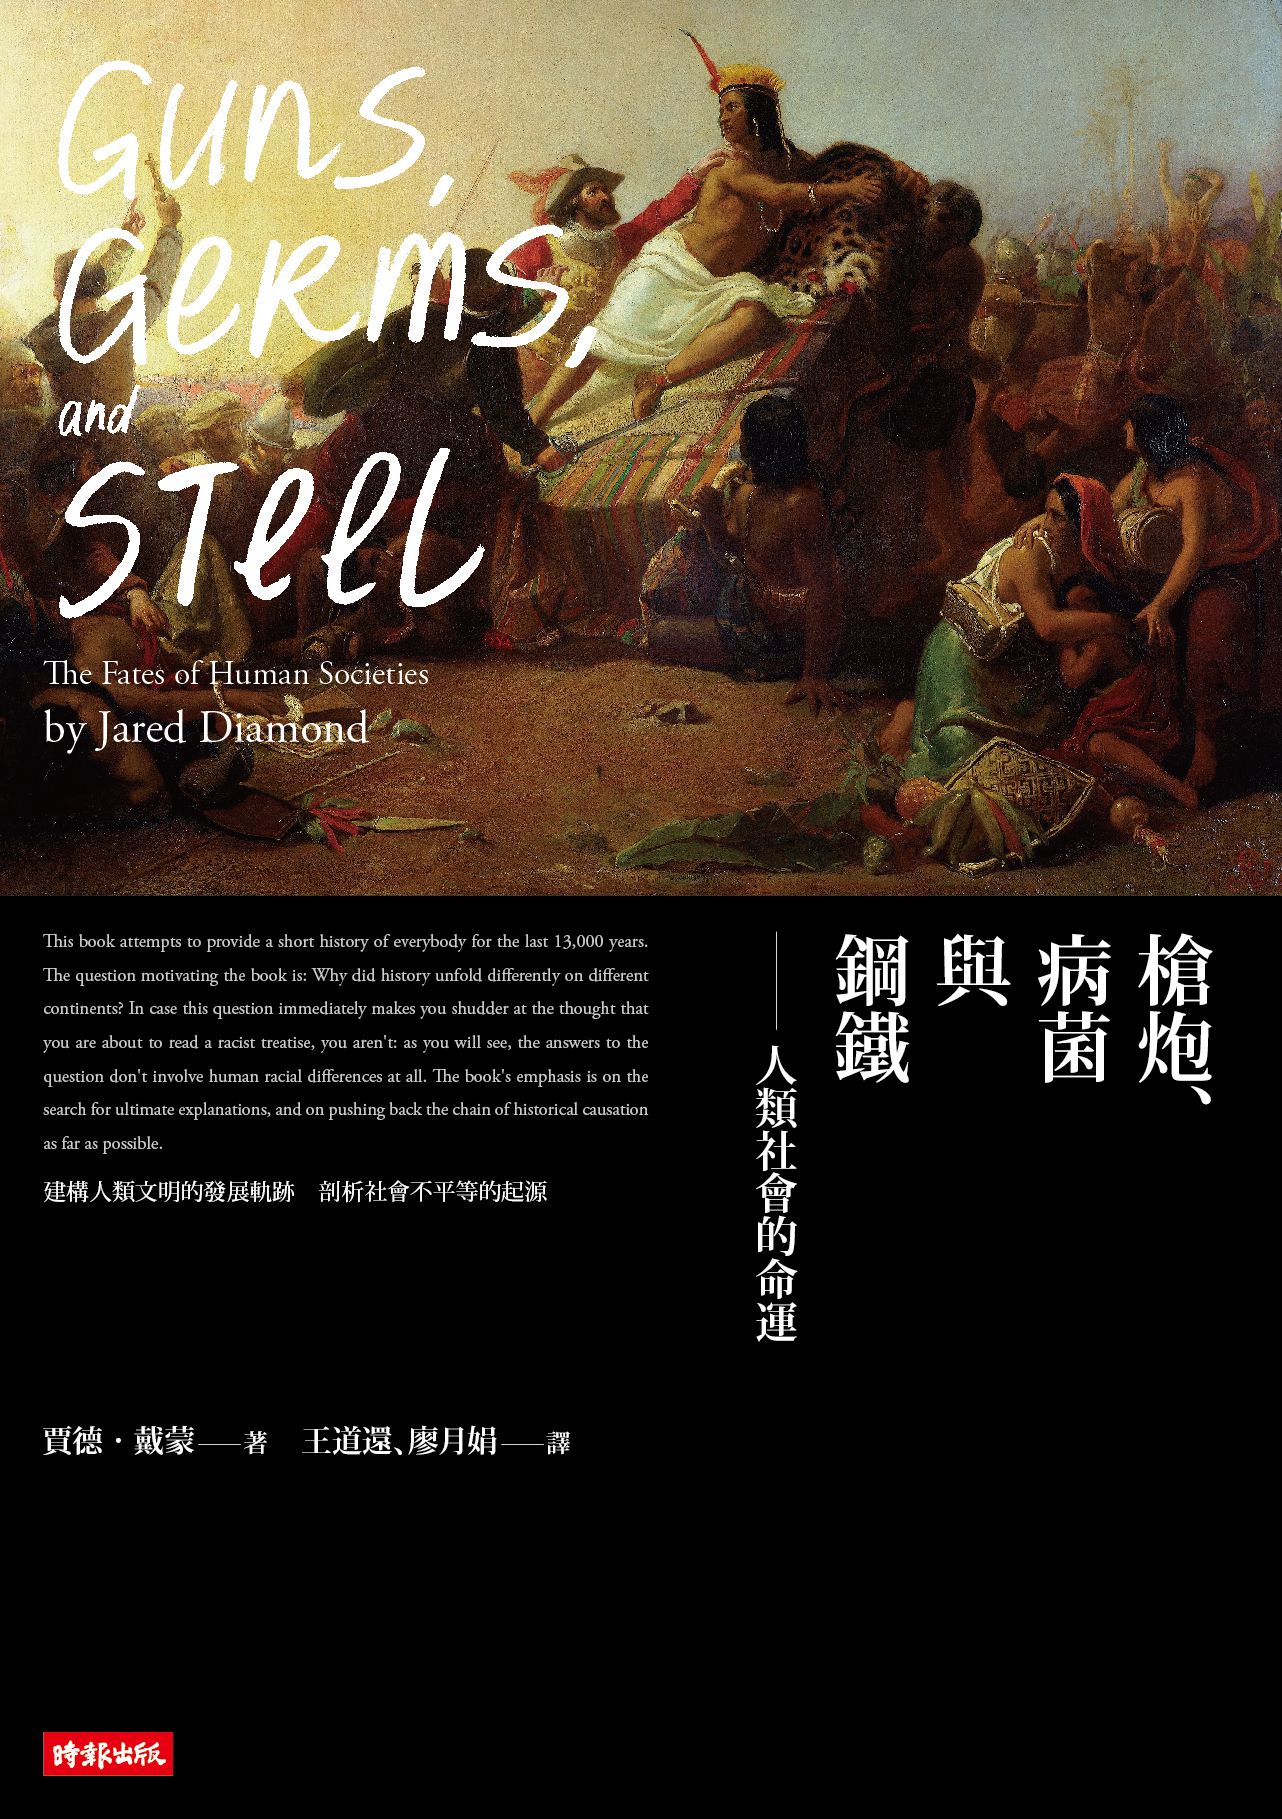 Guns,
Germs,
and
Steel
The Fates of Human Societies
by Jared Diamond
This book attempts to provide a short history of everybody for the last 13,000 years.
The question motivating the book is: Why did history unfold differently on different
continents? In case this question immediately makes you shudder at the thought that
you are about to read a racist treatise, you aren't: as you will see, the answers to the
question don't involve human racial differences at all. The book's emphasis is on the
search for ultimate explanations, and on pushing back the chain of historical causation
as far as possible.
建構人類文明的發展軌跡　剖析社會不平等的起源
槍炮、
病菌
與
鋼鐵
——人類社會的命運
賈德・戴蒙——著　王道還、廖月娟——譯
時報出版